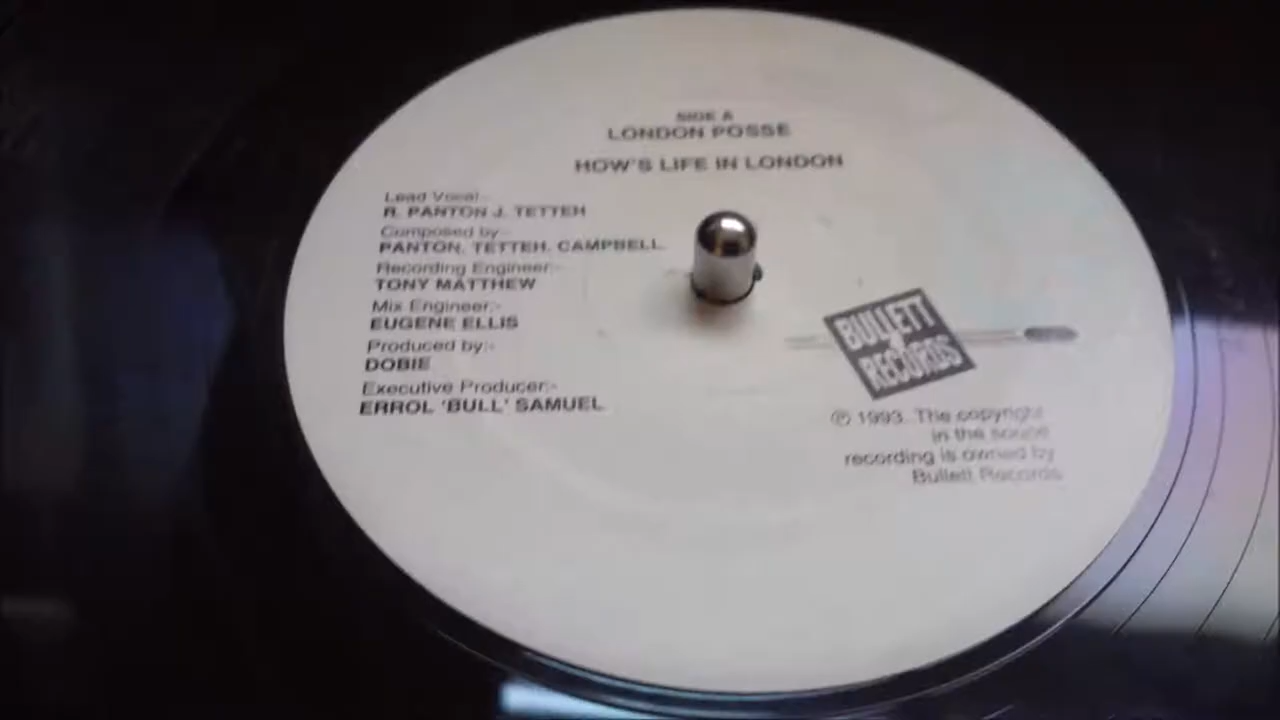 SIDE A
LONDON POSSE
HOW'S LIFE IN LONDON
Lead Vocal:-
R. PANTON J. TETTEH
Composed by:-
PANTON, TETTEH, CAMPBELL
Recording Engineer:-
TONY MATTHEW
Mix Engineer:-
EUGENE ELLIS
Produced by:-
DOBIE
Executive Producer:-
ERROL 'BULL' SAMUEL
BULLETT
RECORDS
℗ 1993. The copyright
in the sound
recording is owned by
Bullett Records